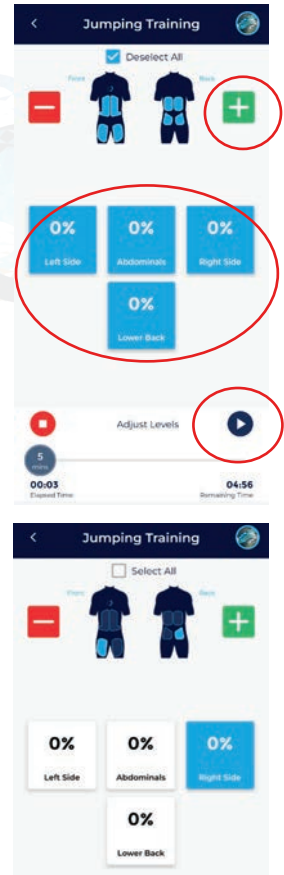 Jumping Training
Deselect All
Front
Back
0%
0%
0%
Left Side
Abdominals
Right Side
0%
Lower Back
Adjust Levels
5
mins
00:03
04:56
Elapsed Time
Remaining Time
Jumping Training
Select All
Front
Back
0%
0%
0%
Left Side
Abdominals
Right Side
0%
Lower Back